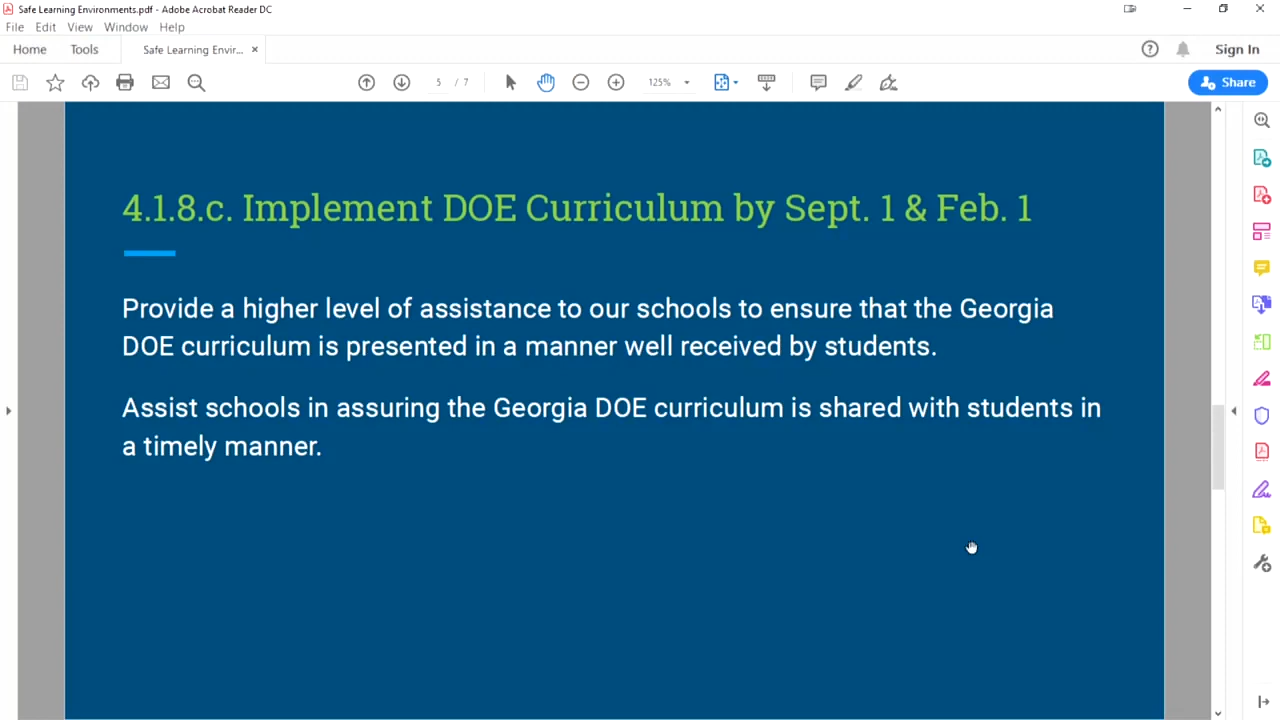 Safe Learning Environments.pdf - Adobe Acrobat Reader DC
File Edit View Window Help
Home Tools Safe Learning Envir... × Sign In
5 / 7 125% Share
4.1.8.c. Implement DOE Curriculum by Sept. 1 & Feb. 1
Provide a higher level of assistance to our schools to ensure that the Georgia
DOE curriculum is presented in a manner well received by students.
Assist schools in assuring the Georgia DOE curriculum is shared with students in
a timely manner.